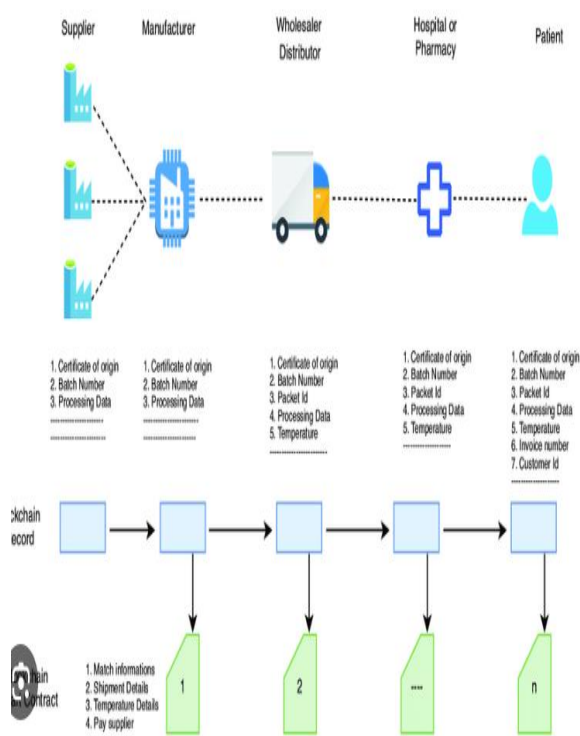 Supplier
Manufacturer
Wholesaler
Distributor
Hospital or
Pharmacy
Patient
1. Certificate of origin
2. Batch Number
3. Processing Data
1. Certificate of origin
2. Batch Number
3. Processing Data
1. Certificate of origin
2. Batch Number
3. Packet Id
4. Processing Data
5. Temperature
1. Certificate of origin
2. Batch Number
3. Packet Id
4. Processing Data
5. Temperature
1. Certificate of origin
2. Batch Number
3. Packet Id
4. Processing Data
5. Temperature
6. Invoice number
7. Customer Id
ckchain
ecord
hain
Contract
1. Match informations
2. Shipment Details
3. Temperature Details
4. Pay supplier
1
2
----
n